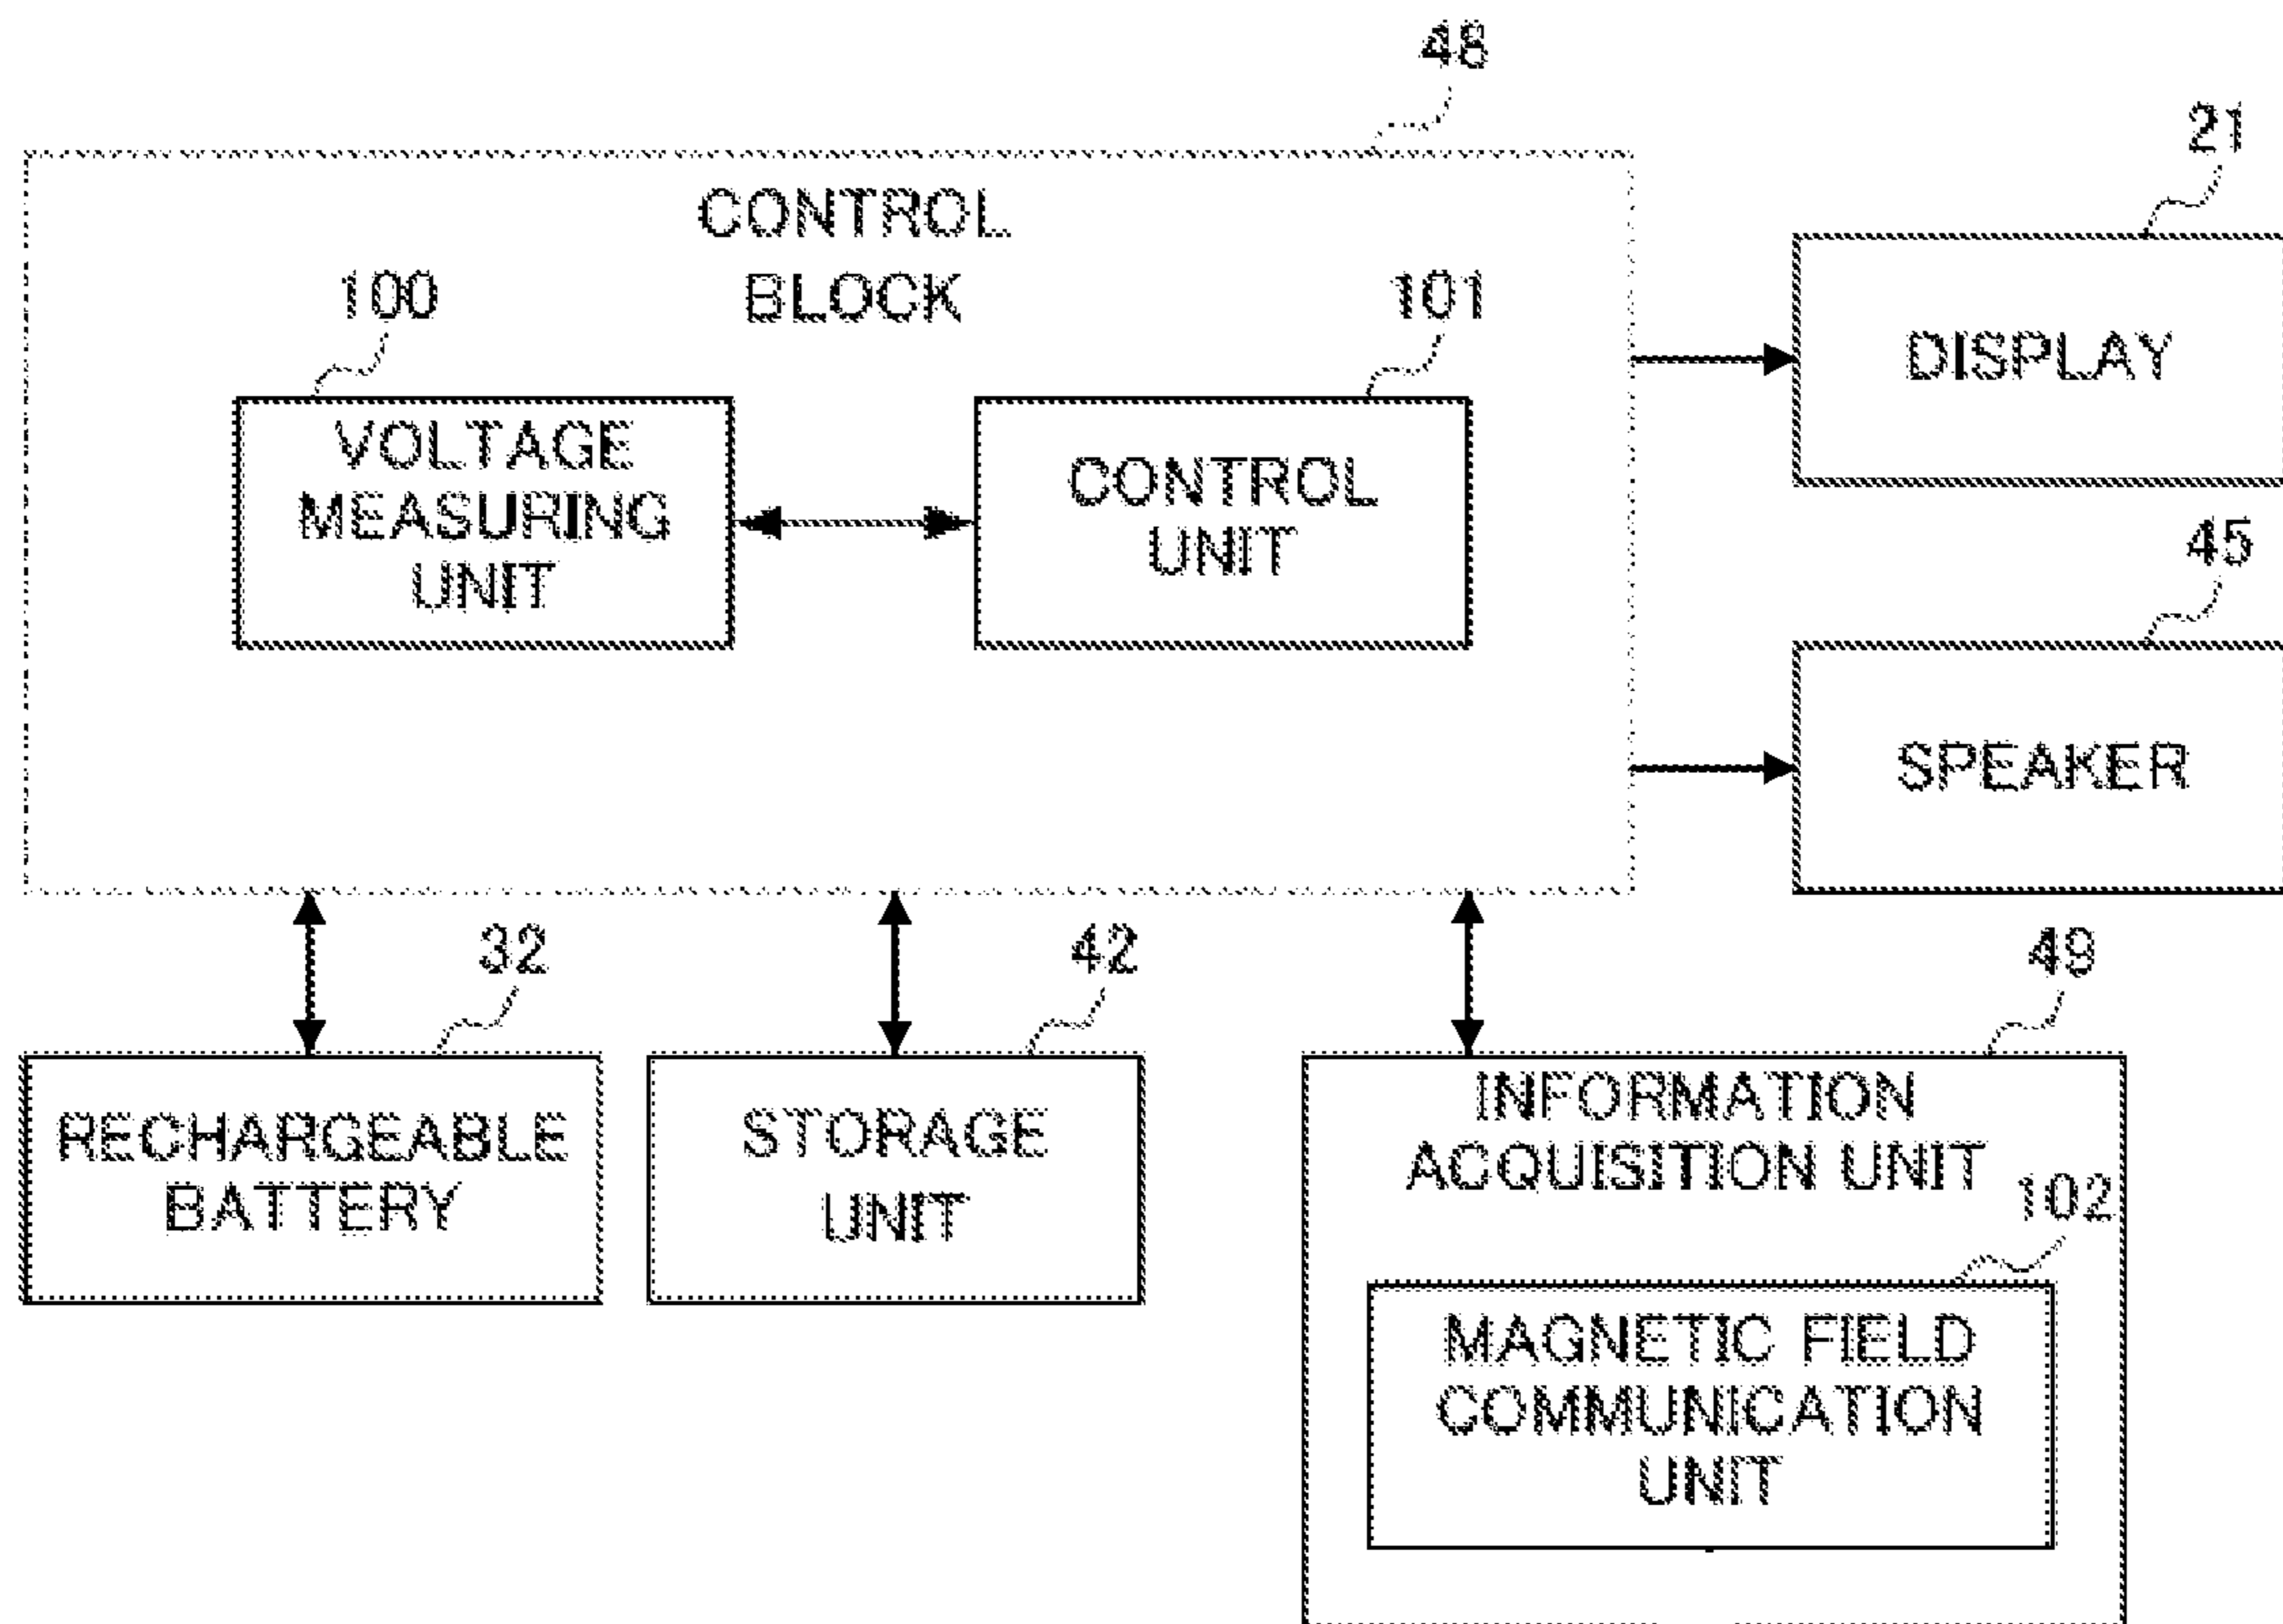 48
21
CONTROL
BLOCK
100
101
DISPLAY
VOLTAGE
MEASURING
UNIT
CONTROL
UNIT
45
SPEAKER
32
42
49
RECHARGEABLE
BATTERY
STORAGE
UNIT
INFORMATION
ACQUISITION UNIT
102
MAGNETIC FIELD
COMMUNICATION
UNIT